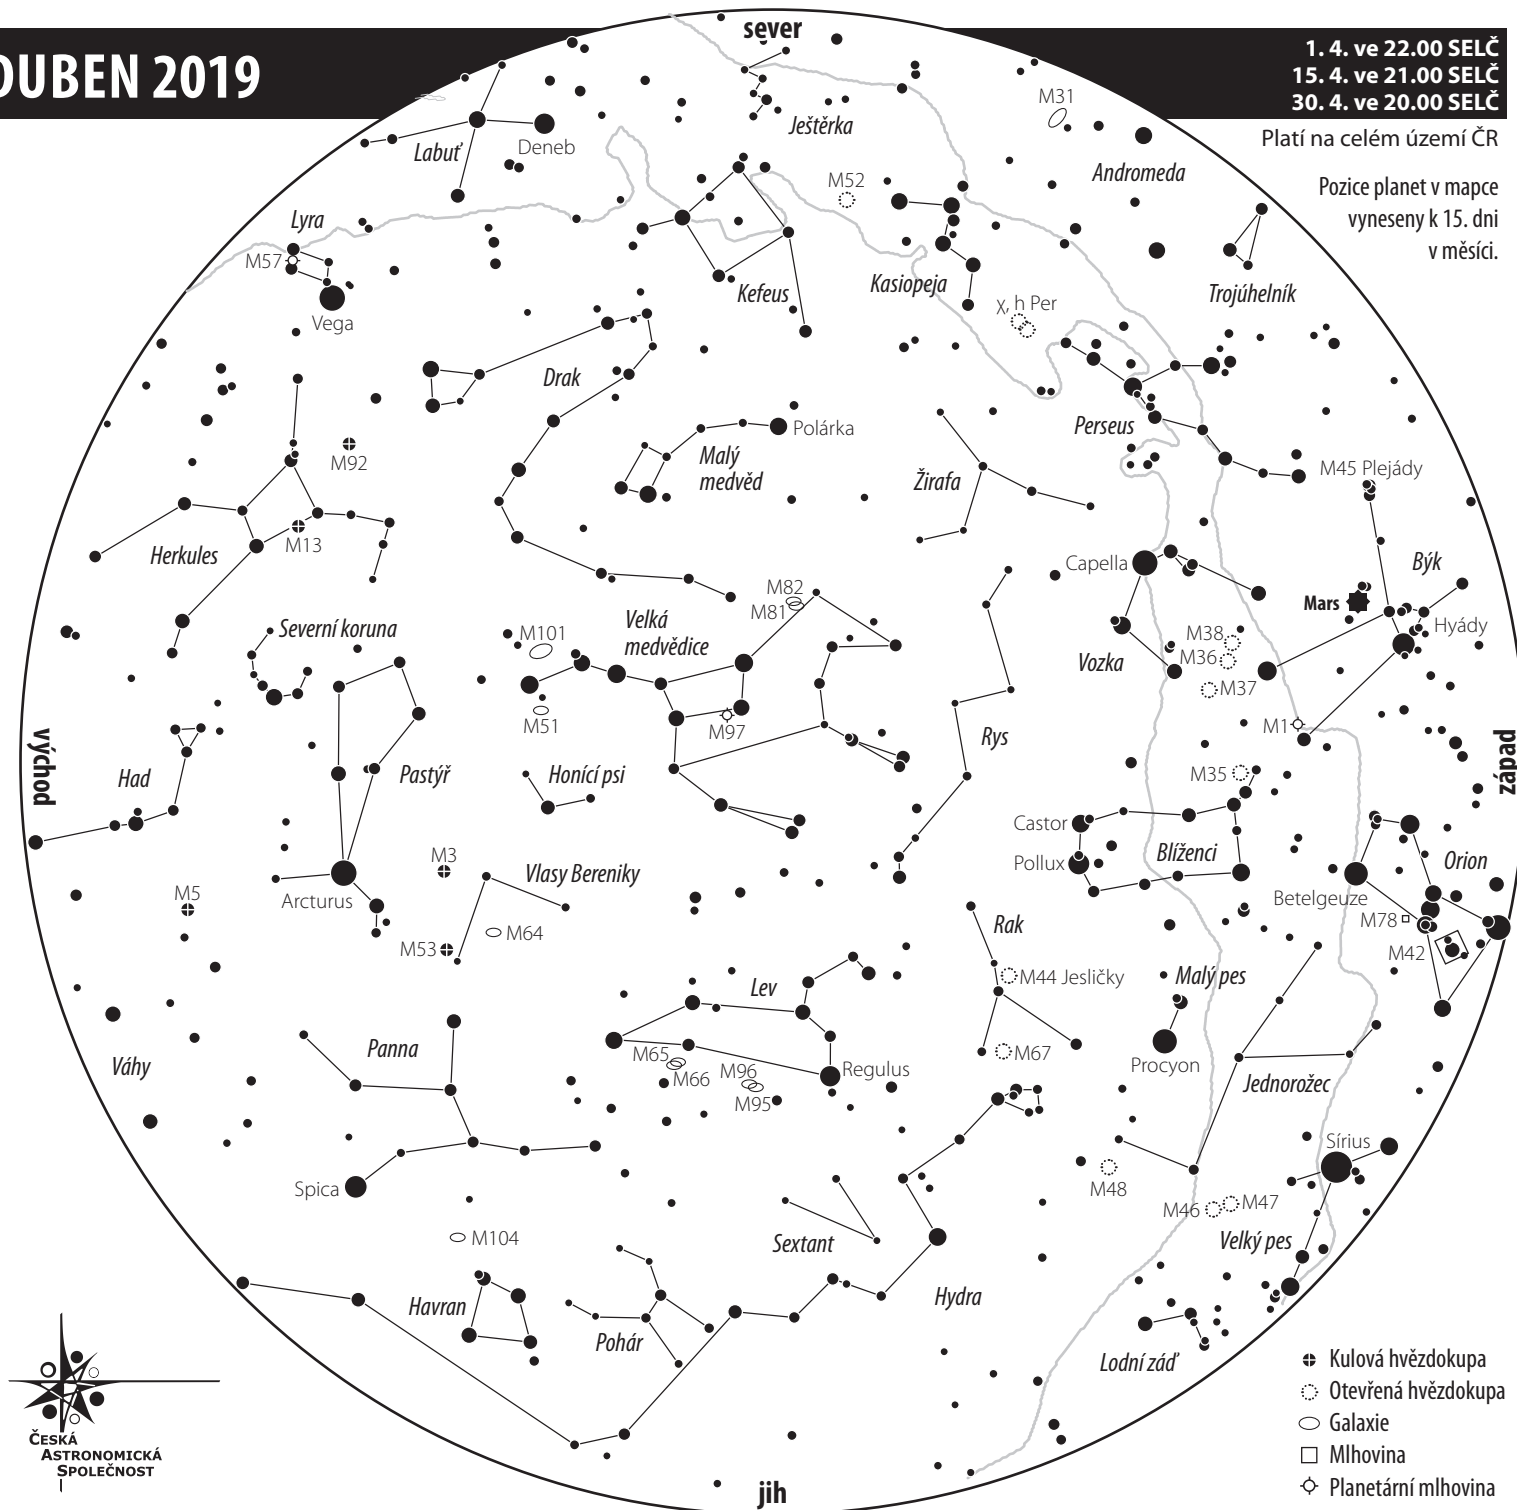 DUBEN 2019
1. 4. ve 22.00 SELČ
15. 4. ve 21.00 SELČ
30. 4. ve 20.00 SELČ
Platí na celém území ČR
Pozice planet v mapce
vyneseny k 15. dni
v měsíci.
sever
Ještěrka
M31
Andromeda
Labuť
Deneb
M52
Lyra
M57
Vega
Kefeus
Kasiopeja
Trojúhelník
χ, h Per
Drak
Perseus
Polárka
Malý
medvěd
M92
Žirafa
M45 Plejády
M13
Herkules
Capella
Býk
Mars
Hyády
M82
M81
Severní koruna
M101
Velká
medvědice
M38
M36
Vozka
M37
M51
M97
M1
Rys
východ
západ
Had
Pastýř
Honící psi
M35
Castor
Pollux
Blíženci
Orion
M3
Vlasy Bereniky
Arcturus
M5
Betelgeuze
M78
M42
M53
M64
Rak
Lev
M44 Jesličky
Malý pes
Panna
M65
M66
M96
M95
Regulus
M67
Procyon
Váhy
Jednorožec
Sírius
Spica
M48
M46
M47
M104
Sextant
Velký pes
Havran
Pohár
Hydra
Lodní záď
jih
Kulová hvězdokupa
Otevřená hvězdokupa
Galaxie
Mlhovina
Planetární mlhovina
ČESKÁ
ASTRONOMICKÁ
SPOLEČNOST